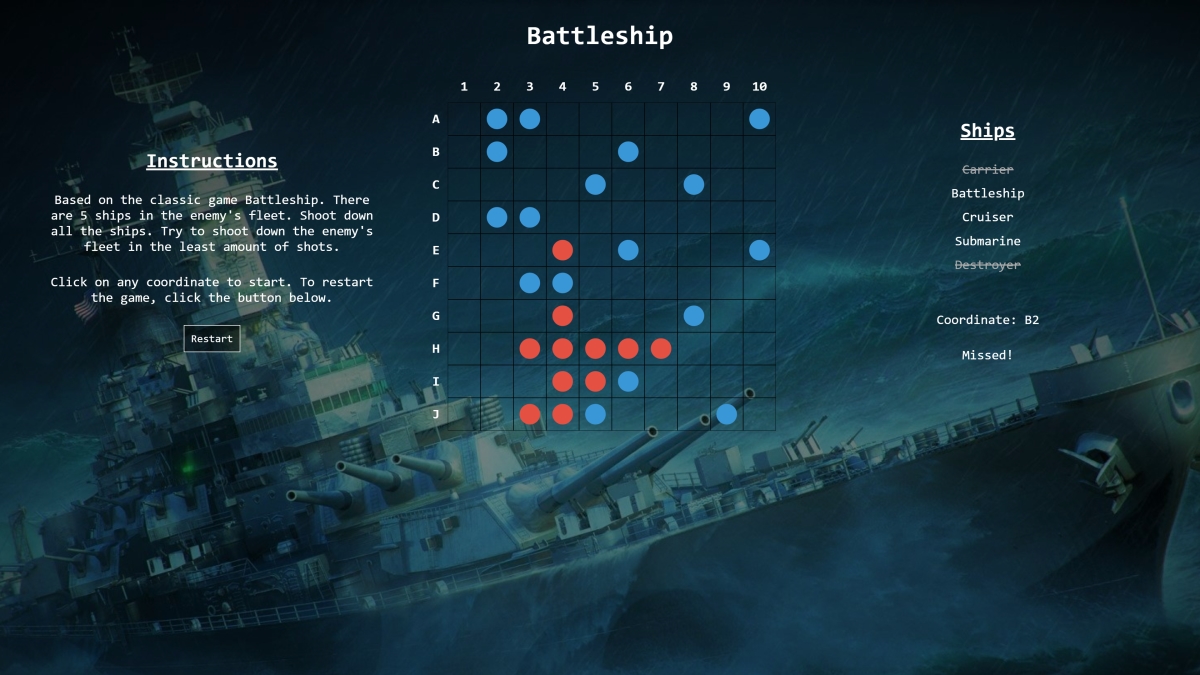 Battleship
Instructions
Based on the classic game Battleship. There
are 5 ships in the enemy's fleet. Shoot down
all the ships. Try to shoot down the enemy's
fleet in the least amount of shots.
Click on any coordinate to start. To restart
the game, click the button below.
Restart
1 2 3 4 5 6 7 8 9 10
A
B
C
D
E
F
G
H
I
J
Ships
Carrier
Battleship
Cruiser
Submarine
Destroyer
Coordinate: B2
Missed!